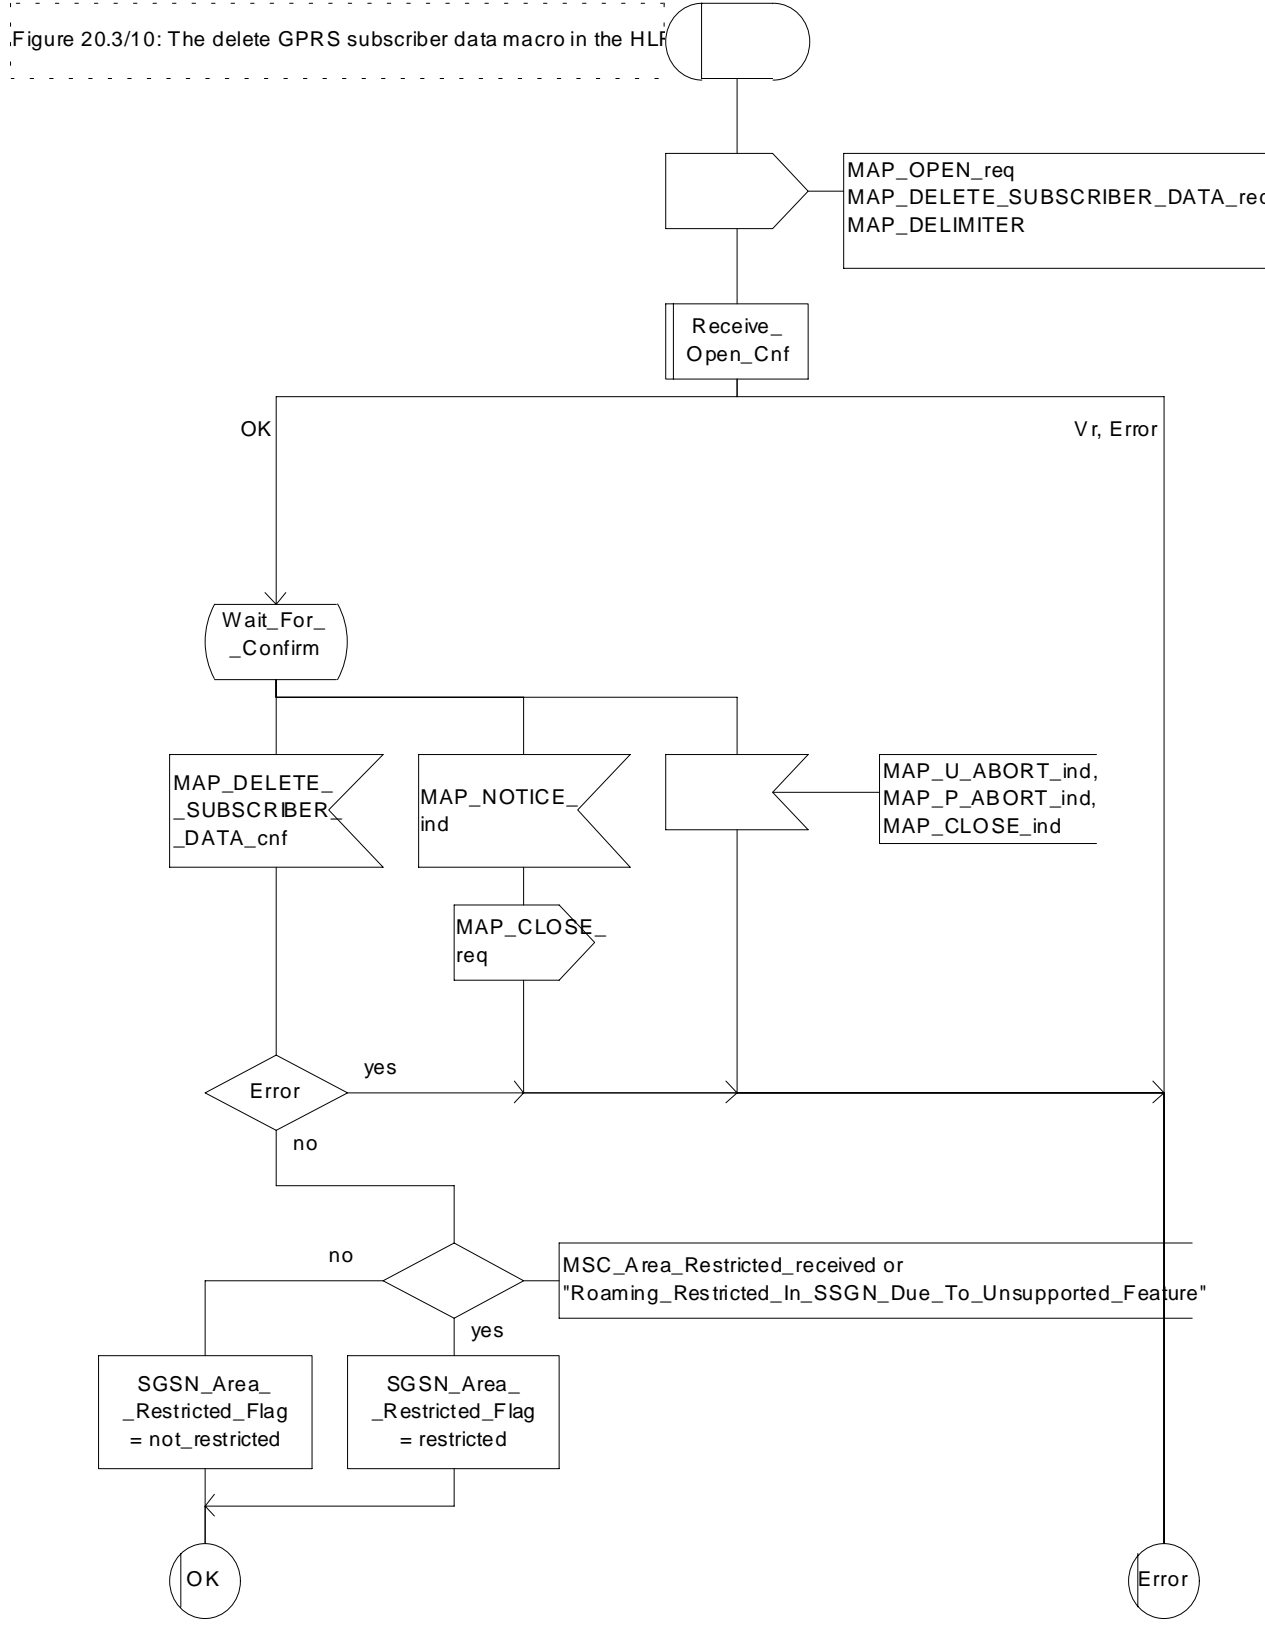 Figure 20.3/10: The delete GPRS subscriber data macro in the HLR
MAP_OPEN_req
MAP_DELETE_SUBSCRIBER_DATA_req
MAP_DELIMITER
Receive_
Open_Cnf
OK
Vr, Error
Wait_For_
_Confirm
MAP_DELETE_
_SUBSCRIBER_
_DATA_cnf
MAP_NOTICE_
ind
MAP_U_ABORT_ind,
MAP_P_ABORT_ind,
MAP_CLOSE_ind
MAP_CLOSE_
req
Error
yes
no
no
MSC_Area_Restricted_received or
"Roaming_Restricted_In_SSGN_Due_To_Unsupported_Feature"
yes
SGSN_Area_
_Restricted_Flag
= not_restricted
SGSN_Area_
_Restricted_Flag
= restricted
OK
Error